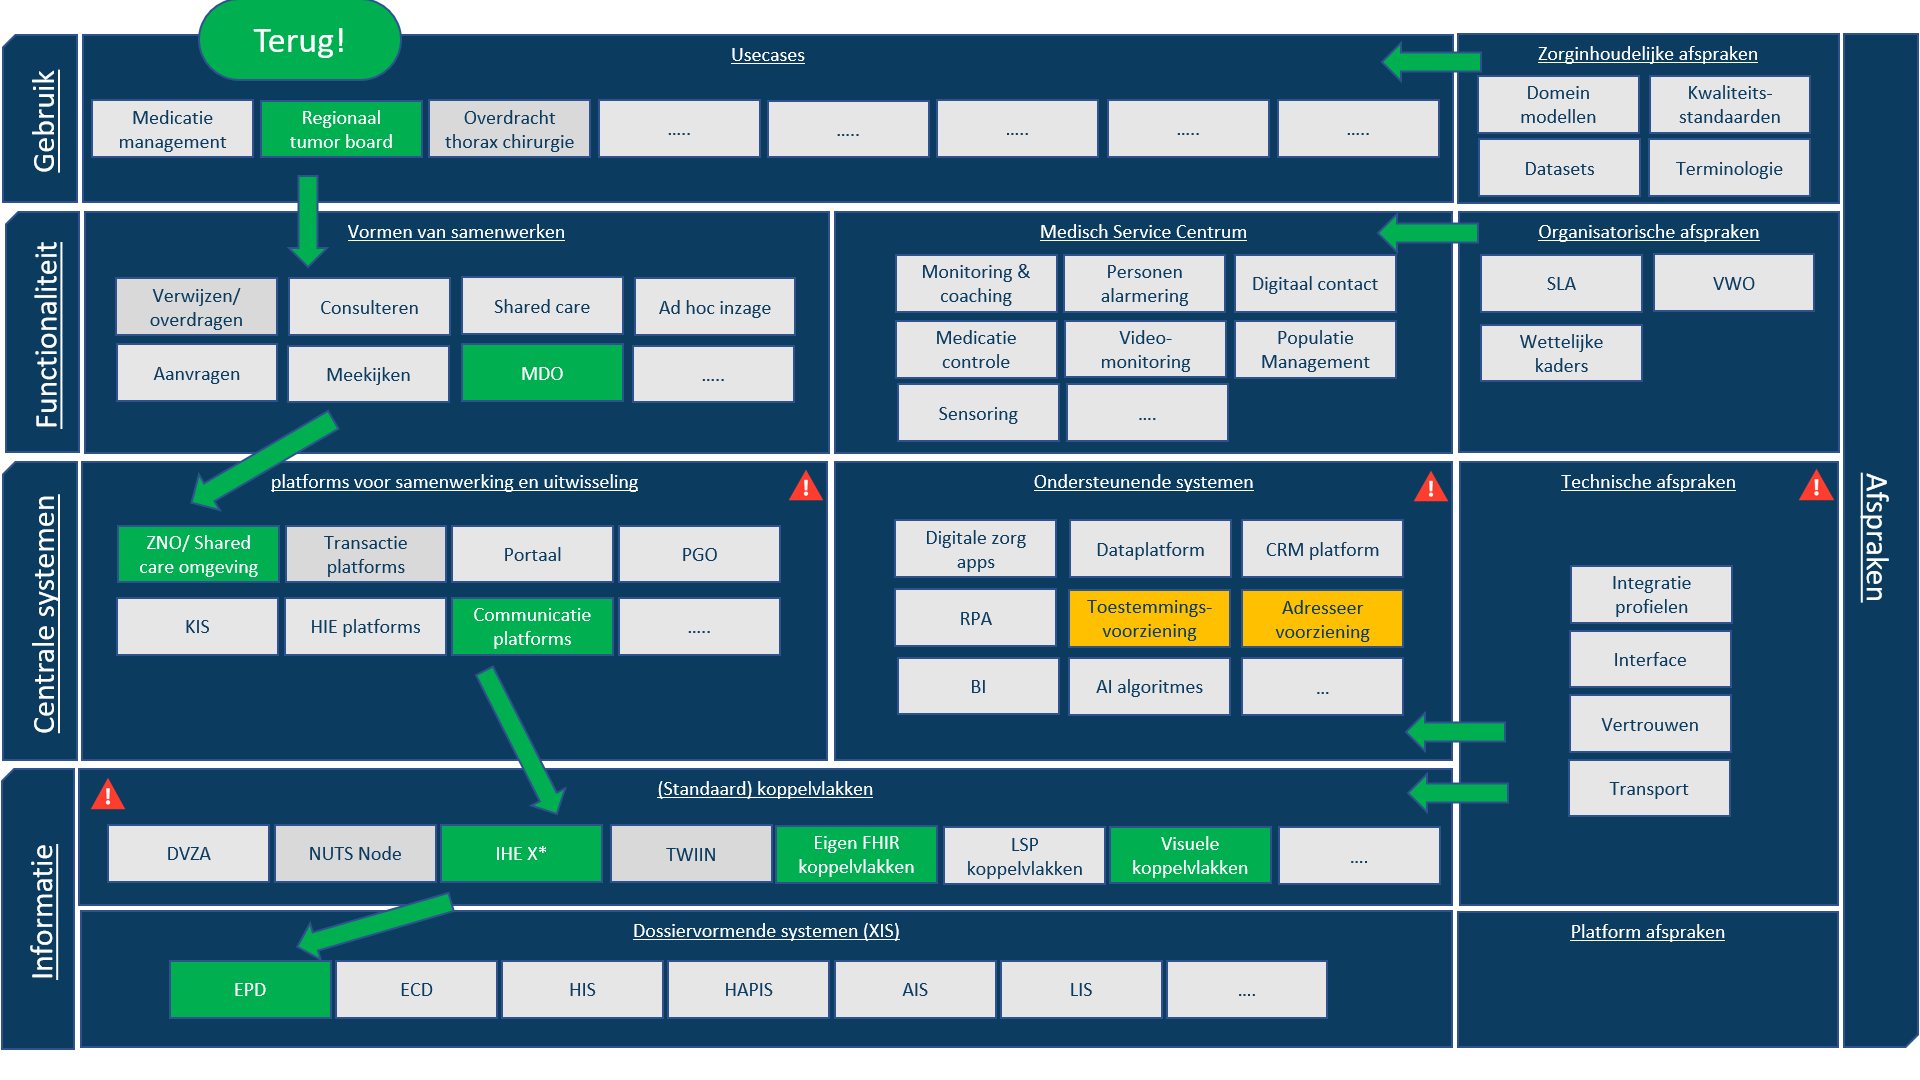 Terug!
Gebruik
Usecases
Medicatie
management
Regionaal
tumor board
Overdracht
thorax chirurgie
.....
.....
.....
.....
.....
Zorginhoudelijke afspraken
Domein
modellen
Kwaliteits-
standaarden
Datasets
Terminologie
Functionaliteit
Vormen van samenwerken
Verwijzen/
overdragen
Consulteren
Shared care
Ad hoc inzage
Aanvragen
Meekijken
MDO
.....
Medisch Service Centrum
Monitoring &
coaching
Personen
alarmering
Digitaal contact
Medicatie
controle
Video-
monitoring
Populatie
Management
Sensoring
....
Organisatorische afspraken
SLA
VWO
Wettelijke
kaders
Centrale systemen
platforms voor samenwerking en uitwisseling
!
ZNO/ Shared
care omgeving
Transactie
platforms
Portaal
PGO
KIS
HIE platforms
Communicatie
platforms
.....
Ondersteunende systemen
!
Digitale zorg
apps
Dataplatform
CRM platform
RPA
Toestemmings-
voorziening
Adresseer
voorziening
BI
AI algoritmes
...
Technische afspraken
!
Integratie
profielen
Interface
Vertrouwen
Transport
Informatie
!
(Standaard) koppelvlakken
DVZA
NUTS Node
IHE X*
TWIIN
Eigen FHIR
koppelvlakken
LSP
koppelvlakken
Visuele
koppelvlakken
....
Dossiervormende systemen (XIS)
EPD
ECD
HIS
HAPIS
AIS
LIS
....
Platform afspraken
Afspraken